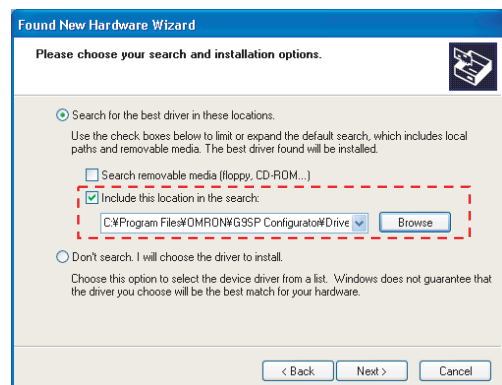 Found New Hardware Wizard
Please choose your search and installation options.
Search for the best driver in these locations.
Use the check boxes below to limit or expand the default search, which includes local
paths and removable media. The best driver found will be installed.
Search removable media (floppy, CD-ROM...)
Include this location in the search:
C:¥Program Files¥OMRON¥G9SP Configurator¥Drive
Browse
Don't search. I will choose the driver to install.
Choose this option to select the device driver from a list. Windows does not guarantee that
the driver you choose will be the best match for your hardware.
< Back
Next >
Cancel